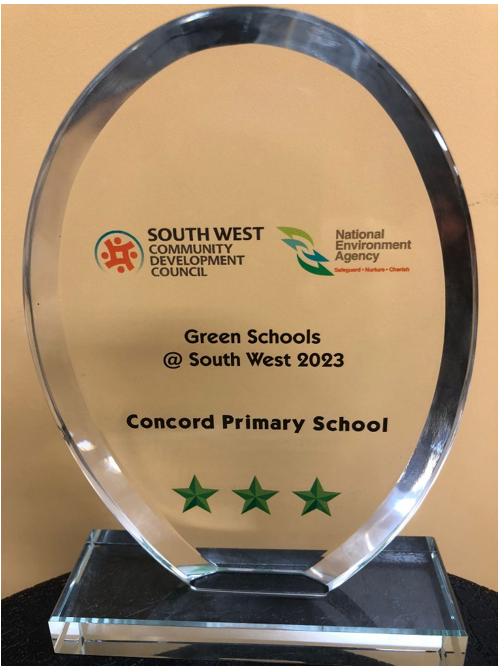 SOUTH WEST
COMMUNITY
DEVELOPMENT
COUNCIL
National
Environment
Agency
Safeguard • Nurture • Cherish
Green Schools
@ South West 2023
Concord Primary School